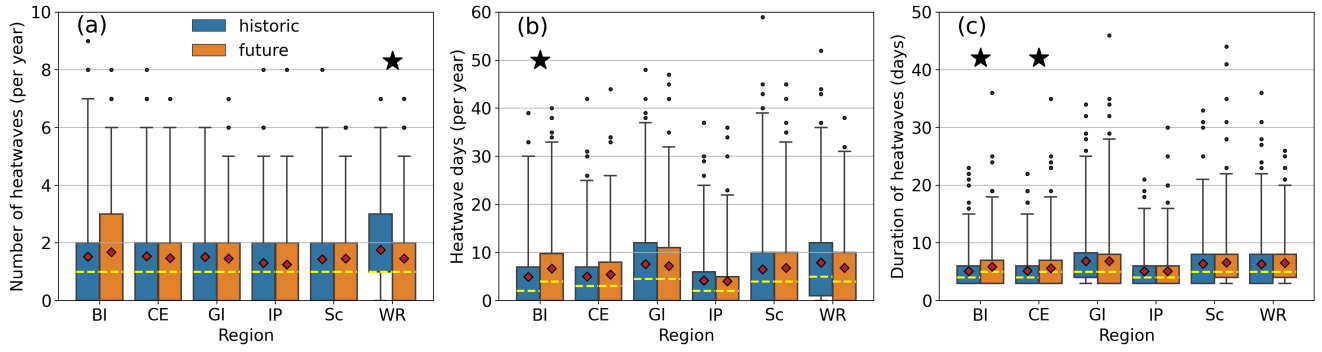 Number of heatwaves (per year)
10
8
6
4
2
0
(a)
historic
future
BI CE GI IP Sc WR
Region
Heatwave days (per year)
60
50
40
30
20
10
0
(b)
BI CE GI IP Sc WR
Region
Duration of heatwaves (days)
50
40
30
20
10
0
(c)
BI CE GI IP Sc WR
Region